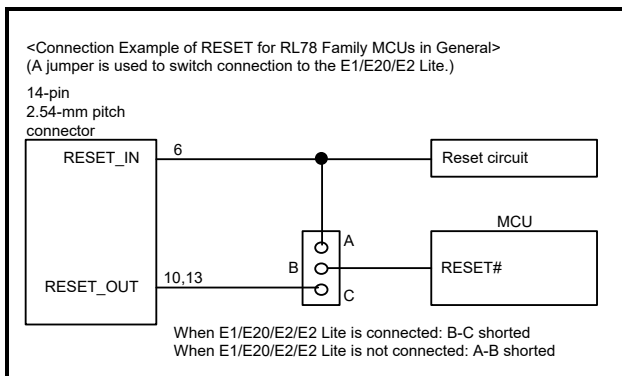 <Connection Example of RESET for RL78 Family MCUs in General>
(A jumper is used to switch connection to the E1/E20/E2 Lite.)
14-pin
2.54-mm pitch
connector
RESET_IN
6
Reset circuit
MCU
A
B
RESET#
RESET_OUT
10,13
C
When E1/E20/E2/E2 Lite is connected: B-C shorted
When E1/E20/E2/E2 Lite is not connected: A-B shorted